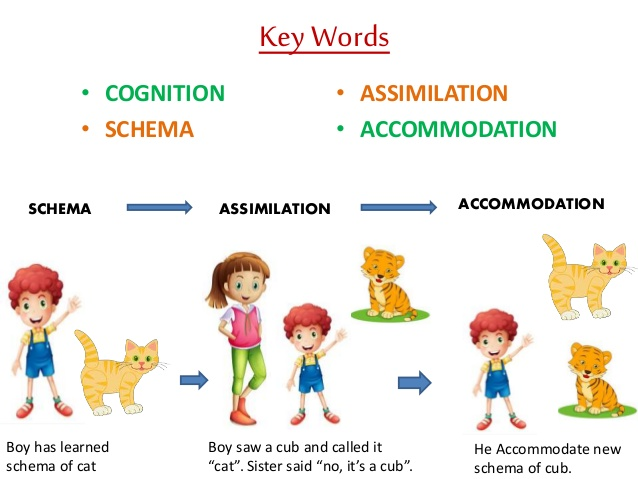 Key Words
• COGNITION
• SCHEMA
• ASSIMILATION
• ACCOMMODATION
SCHEMA
ASSIMILATION
ACCOMMODATION
Boy has learned
schema of cat
Boy saw a cub and called it
“cat”. Sister said “no, it’s a cub”.
He Accommodate new
schema of cub.